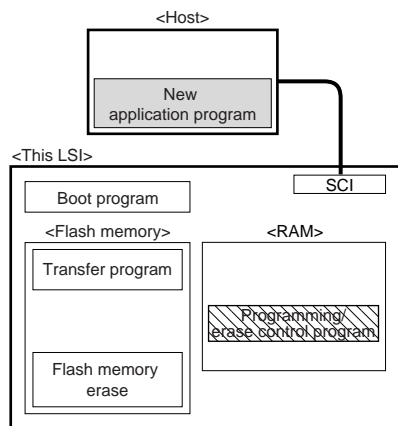 <Host>
New
application program
<This LSI>
SCI
Boot program
<Flash memory>
<RAM>
Transfer program
Programming/
erase control program
Flash memory
erase